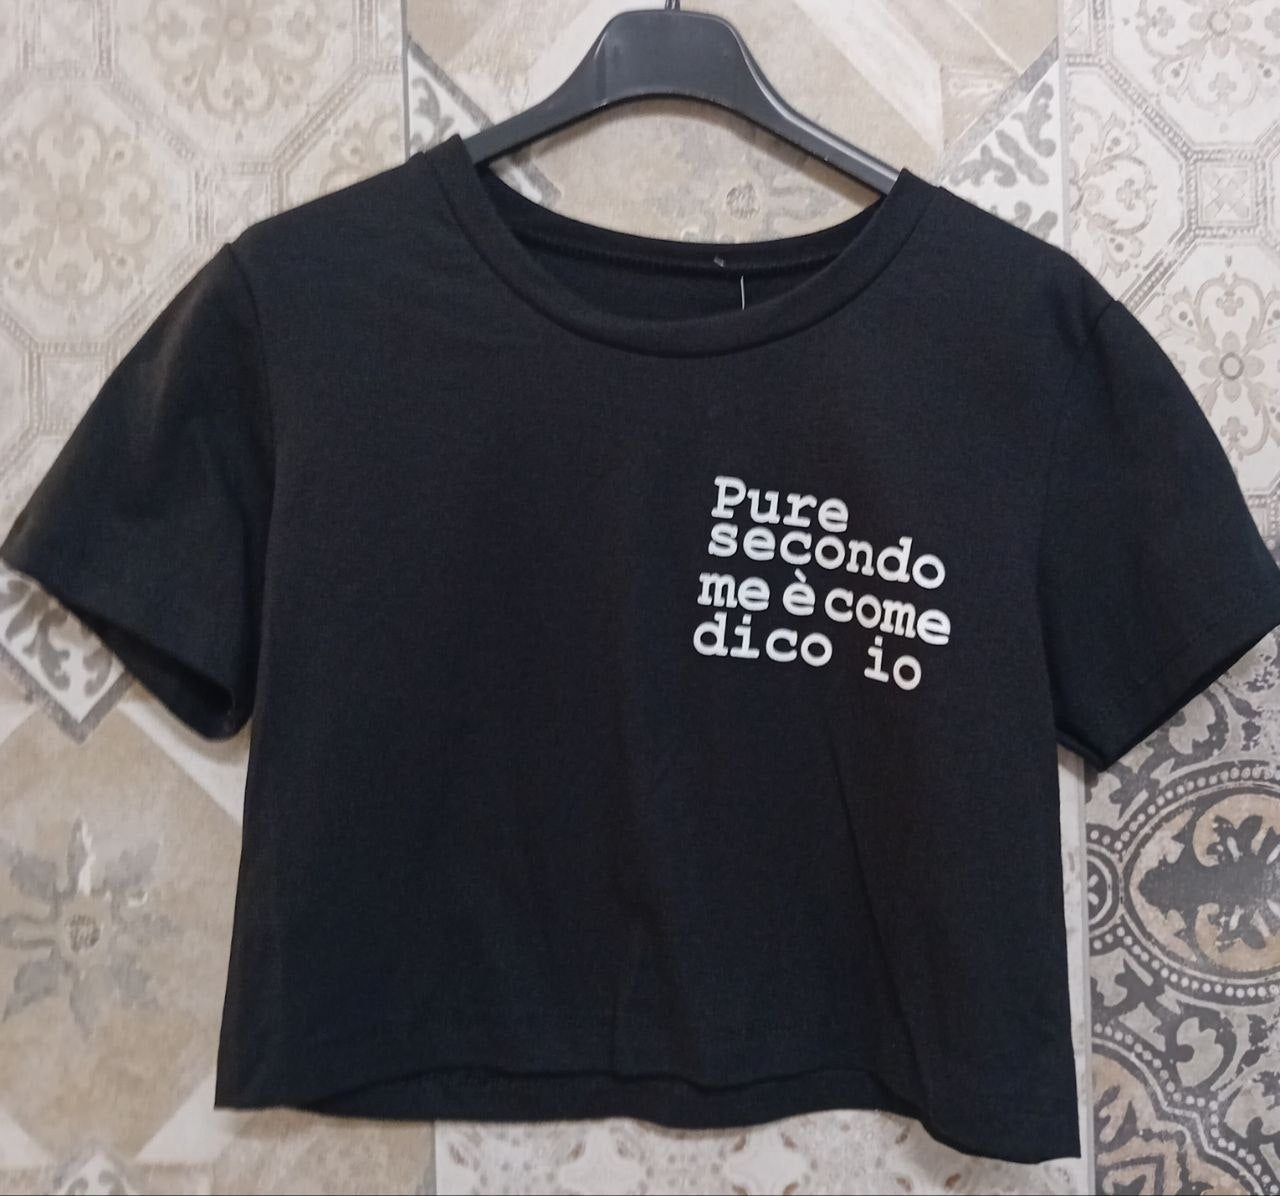 Pure
secondo
me è come
dico io